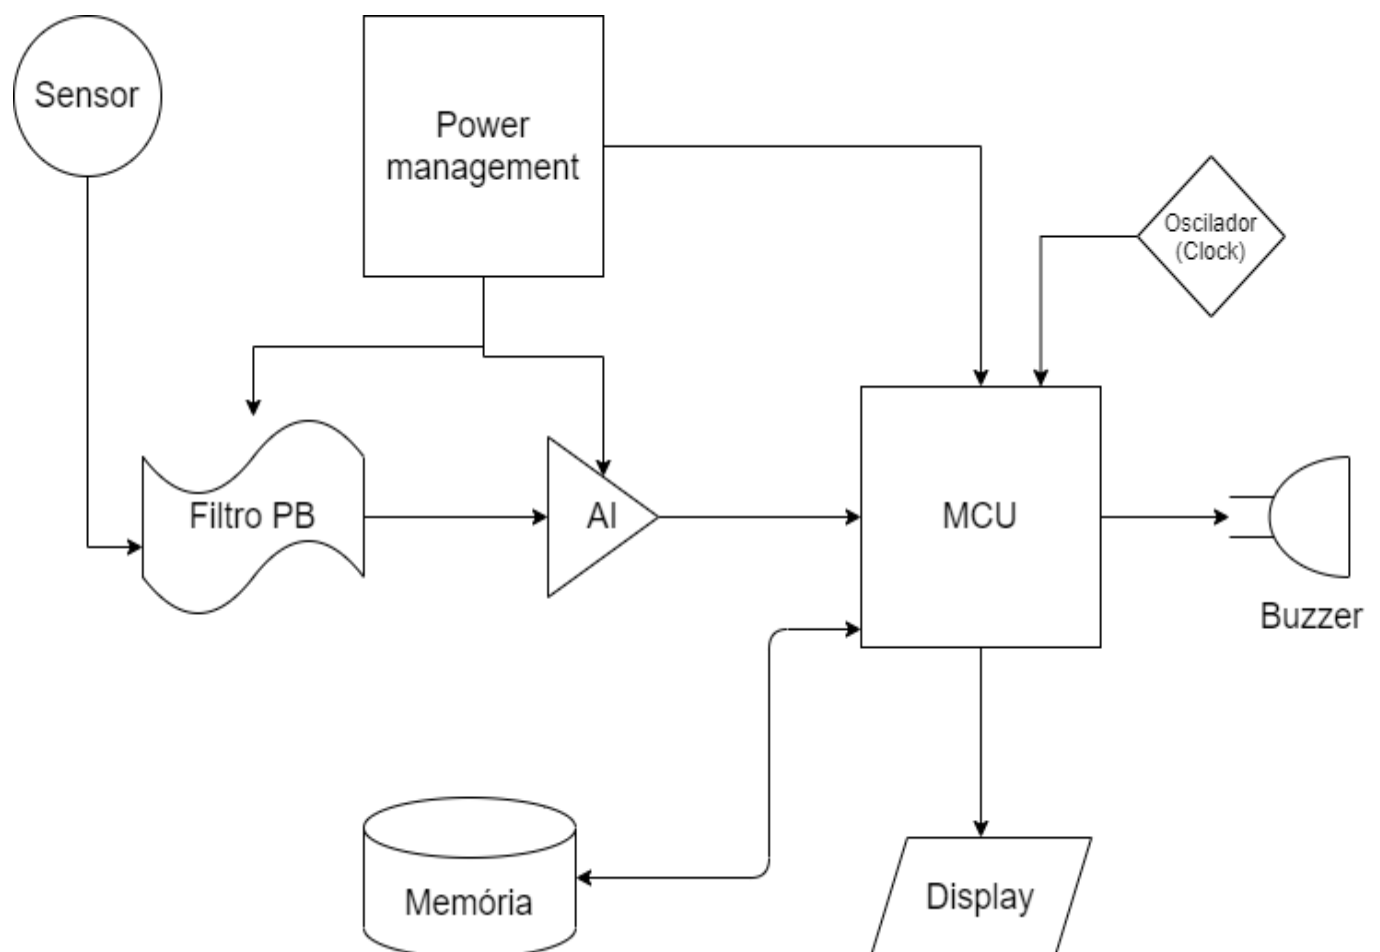 Sensor
Power
management
Oscilador
(Clock)
Filtro PB
AI
MCU
Buzzer
Memória
Display